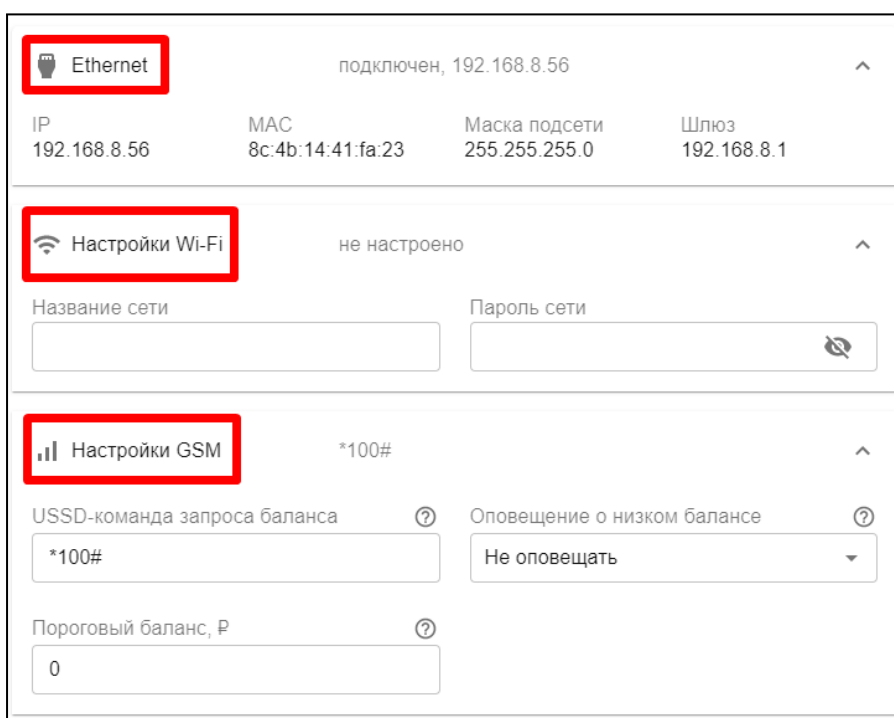 Ethernet подключен, 192.168.8.56
IP MAC Маска подсети Шлюз
192.168.8.56 8c:4b:14:41:fa:23 255.255.255.0 192.168.8.1
Настройки Wi-Fi не настроено
Название сети Пароль сети
Настройки GSM *100#
USSD-команда запроса баланса ? Оповещение о низком балансе ?
*100# Не оповещать
Пороговый баланс, ₽ ?
0